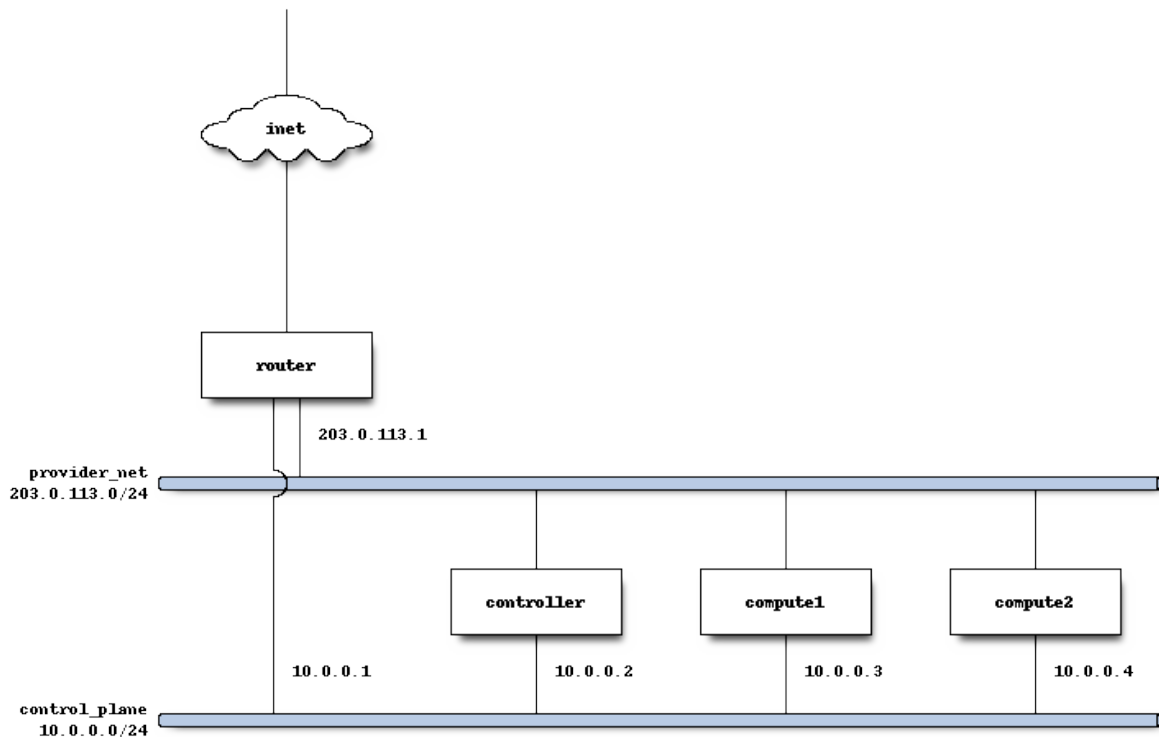 inet
router
203.0.113.1
provider_net
203.0.113.0/24
controller
compute1
compute2
10.0.0.1
10.0.0.2
10.0.0.3
10.0.0.4
control_plane
10.0.0.0/24